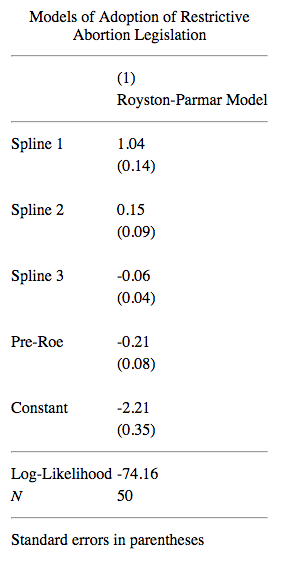 Models of Adoption of Restrictive
Abortion Legislation
(1)
Royston-Parmar Model
Spline 1 1.04
(0.14)
Spline 2 0.15
(0.09)
Spline 3 -0.06
(0.04)
Pre-Roe -0.21
(0.08)
Constant -2.21
(0.35)
Log-Likelihood -74.16
N 50
Standard errors in parentheses